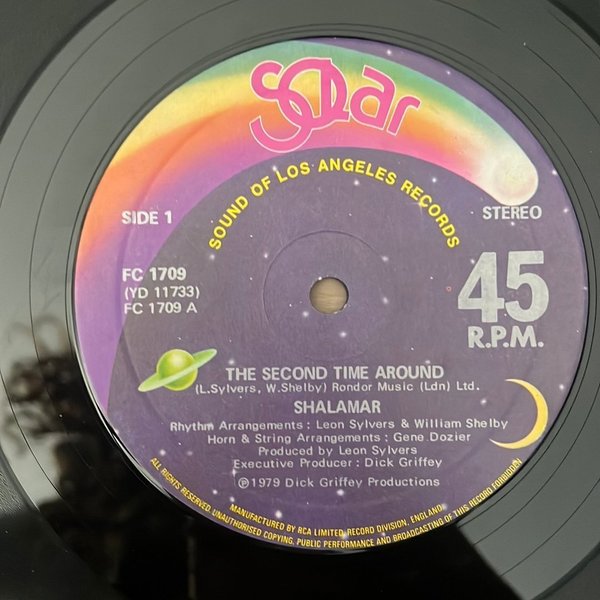 Solar
SOUND OF LOS ANGELES RECORDS
SIDE 1
STEREO
FC 1709
(YD 11733)
FC 1709 A
45
R.P.M.
THE SECOND TIME AROUND
(L.Sylvers, W.Shelby) Rondor Music (Ldn) Ltd.
SHALAMAR
Rhythm Arrangements : Leon Sylvers & William Shelby
Horn & String Arrangements : Gene Dozier
Produced by Leon Sylvers
Executive Producer : Dick Griffey
℗1979 Dick Griffey Productions
MANUFACTURED BY RCA LIMITED, RECORD DIVISION, ENGLAND.
ALL RIGHTS RESERVED. UNAUTHORISED COPYING, PUBLIC PERFORMANCE AND BROADCASTING OF THIS RECORD FORBIDDEN